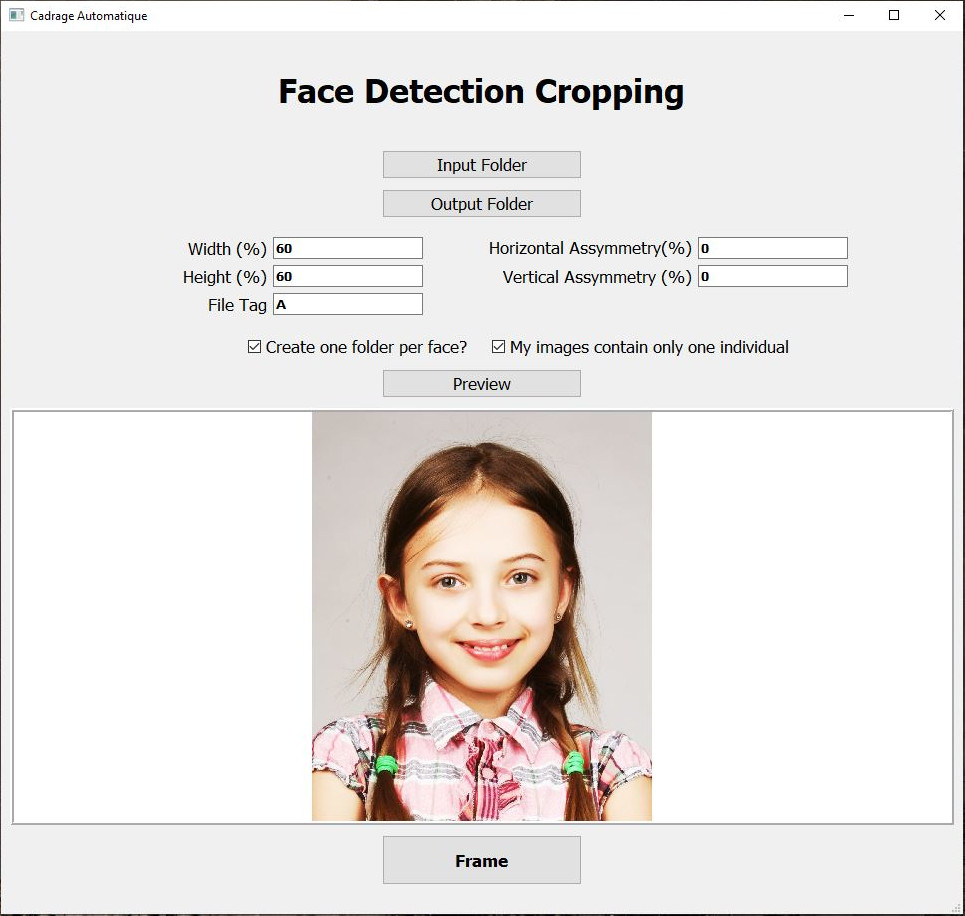 Cadrage Automatique
Face Detection Cropping
Input Folder
Output Folder
Width (%) 60 Horizontal Assymmetry(%) 0
Height (%) 60 Vertical Assymmetry (%) 0
File Tag A
Create one folder per face? My images contain only one individual
Preview
Frame